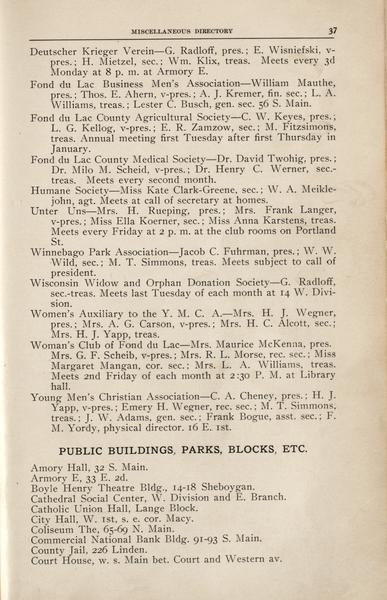 MISCELLANEOUS DIRECTORY 37
Deutscher Krieger Verein—G. Radloff, pres.; E. Wisniefski, v-
pres.; H. Mietzel, sec.; Wm. Klix, treas. Meets every 3d
Monday at 8 p. m. at Armory E.
Fond du Lac Business Men's Association—William Mauthe,
pres.; Thos. E. Ahern, v-pres.; A. J. Kremer, fin. sec.; L. A.
Williams, treas.; Lester C. Busch, gen. sec. 56 S. Main.
Fond du Lac County Agricultural Society—C. W. Keyes, pres.;
L. G. Kellog, v-pres.; E. R. Zamzow, sec.; M. Fitzsimons,
treas. Annual meeting first Tuesday after first Thursday in
January.
Fond du Lac County Medical Society—Dr. David Twohig, pres.;
Dr. Milo M. Scheid, v-pres.; Dr. Henry C. Werner, sec.-
treas. Meets every second month.
Humane Society—Miss Kate Clark-Greene, sec.; W. A. Meikle-
john, agt. Meets at call of secretary at homes.
Unter Uns—Mrs. H. Rueping, pres.; Mrs. Frank Langer,
v-pres.; Miss Ella Koerner, sec.; Miss Anna Karstens, treas.
Meets every Friday at 2 p. m. at the club rooms on Portland
St.
Winnebago Park Association—Jacob C. Fuhrman, pres.; W. W.
Wild, sec.; M. T. Simmons, treas. Meets subject to call of
president.
Wisconsin Widow and Orphan Donation Society—G. Radloff,
sec.-treas. Meets last Tuesday of each month at 14 W. Divi-
sion.
Women's Auxiliary to the Y. M. C. A.—Mrs. H. J. Wegner,
pres.; Mrs. A. G. Carson, v-pres.; Mrs. H. C. Alcott, sec.;
Mrs. H. J. Yapp, treas.
Woman's Club of Fond du Lac—Mrs. Maurice McKenna, pres.
Mrs. G. F. Scheib, v-pres.; Mrs. R. L. Morse, rec. sec.; Miss
Margaret Mangan, cor. sec.; Mrs. L. A. Williams, treas.
Meets 2nd Friday of each month at 2:30 P. M. at Library
hall.
Young Men's Christian Association—C. A. Cheney, pres.; H. J.
Yapp, v-pres.; Emery H. Wegner, rec. sec.; M. T. Simmons,
treas.; J. W. Adams, gen. sec.; Frank Bogue, asst. sec.; F.
M. Yordy, physical director. 16 E. 1st.
PUBLIC BUILDINGS, PARKS, BLOCKS, ETC.
Amory Hall, 32 S. Main.
Armory E, 33 E. 2d.
Boyle Henry Theatre Bldg., 14-18 Sheboygan.
Cathedral Social Center, W. Division and E. Branch.
Catholic Union Hall, Lange Block.
City Hall, W. 1st, s. e. cor. Macy.
Coliseum The, 65-69 N. Main.
Commercial National Bank Bldg. 91-93 S. Main.
County Jail, 226 Linden.
Court House, w. s. Main bet. Court and Western av.